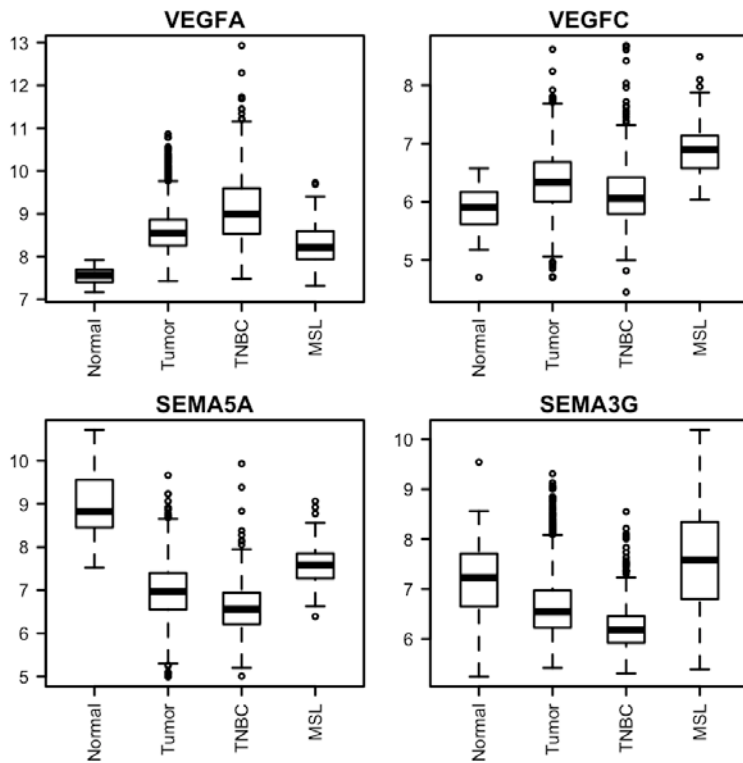 VEGFA
13
12
11
10
9
8
7
Normal
Tumor
TNBC
MSL
VEGFC
8
7
6
5
Normal
Tumor
TNBC
MSL
SEMA5A
10
9
8
7
6
5
Normal
Tumor
TNBC
MSL
SEMA3G
10
9
8
7
6
Normal
Tumor
TNBC
MSL